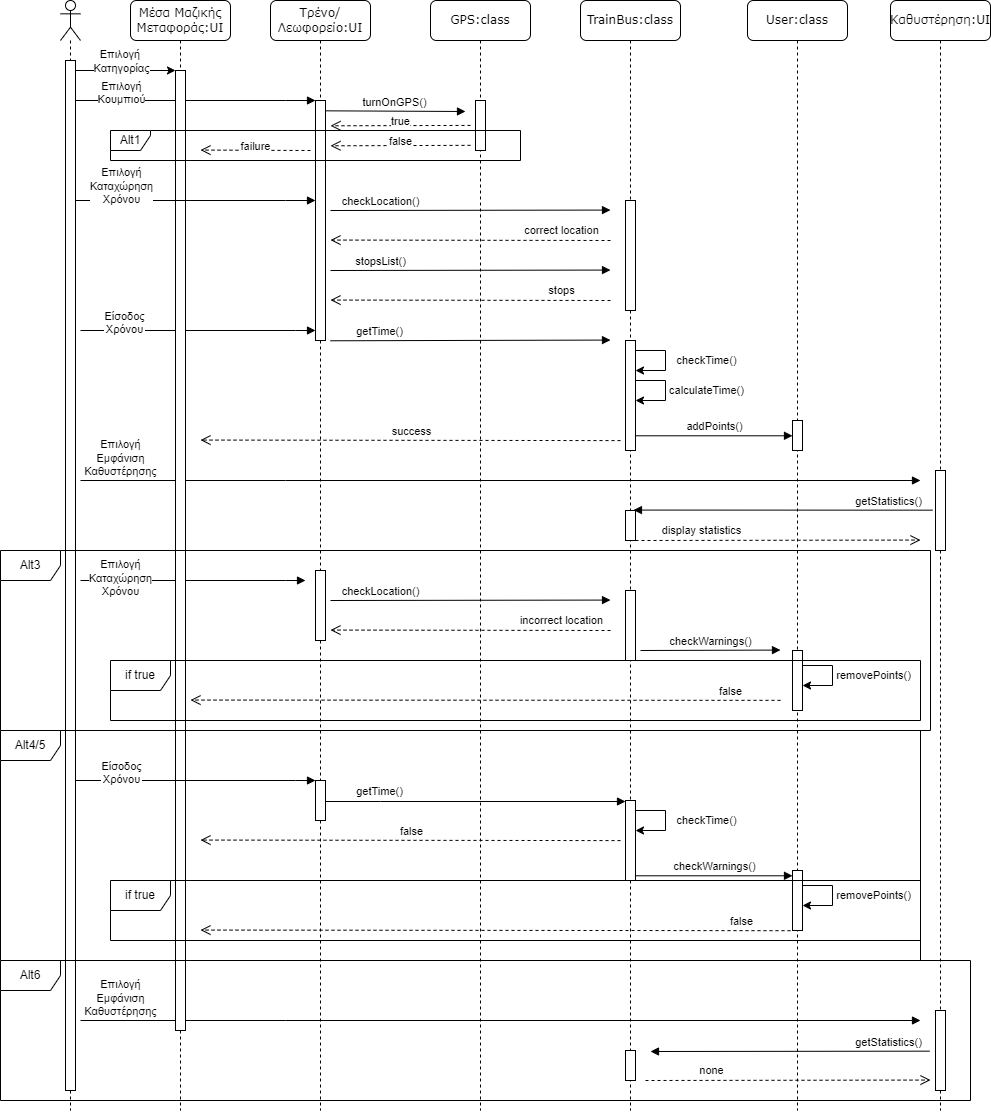 Μέσα Μαζικής
Μεταφοράς:UI
Τρένο/
Λεωφορείο:UI
GPS:class
TrainBus:class
User:class
Καθυστέρηση:UI
Επιλογή
Κατηγορίας
Επιλογή
Κουμπιού
turnOnGPS()
true
Alt1
false
failure
Επιλογή
Καταχώρηση
Χρόνου
checkLocation()
correct location
stopsList()
stops
Είσοδος
Χρόνου
getTime()
checkTime()
calculateTime()
addPoints()
success
Επιλογή
Εμφάνιση
Καθυστέρησης
getStatistics()
display statistics
Alt3
Επιλογή
Καταχώρηση
Χρόνου
checkLocation()
incorrect location
checkWarnings()
if true
removePoints()
false
Alt4/5
Είσοδος
Χρόνου
getTime()
checkTime()
false
checkWarnings()
if true
removePoints()
false
Alt6
Επιλογή
Εμφάνιση
Καθυστέρησης
getStatistics()
none